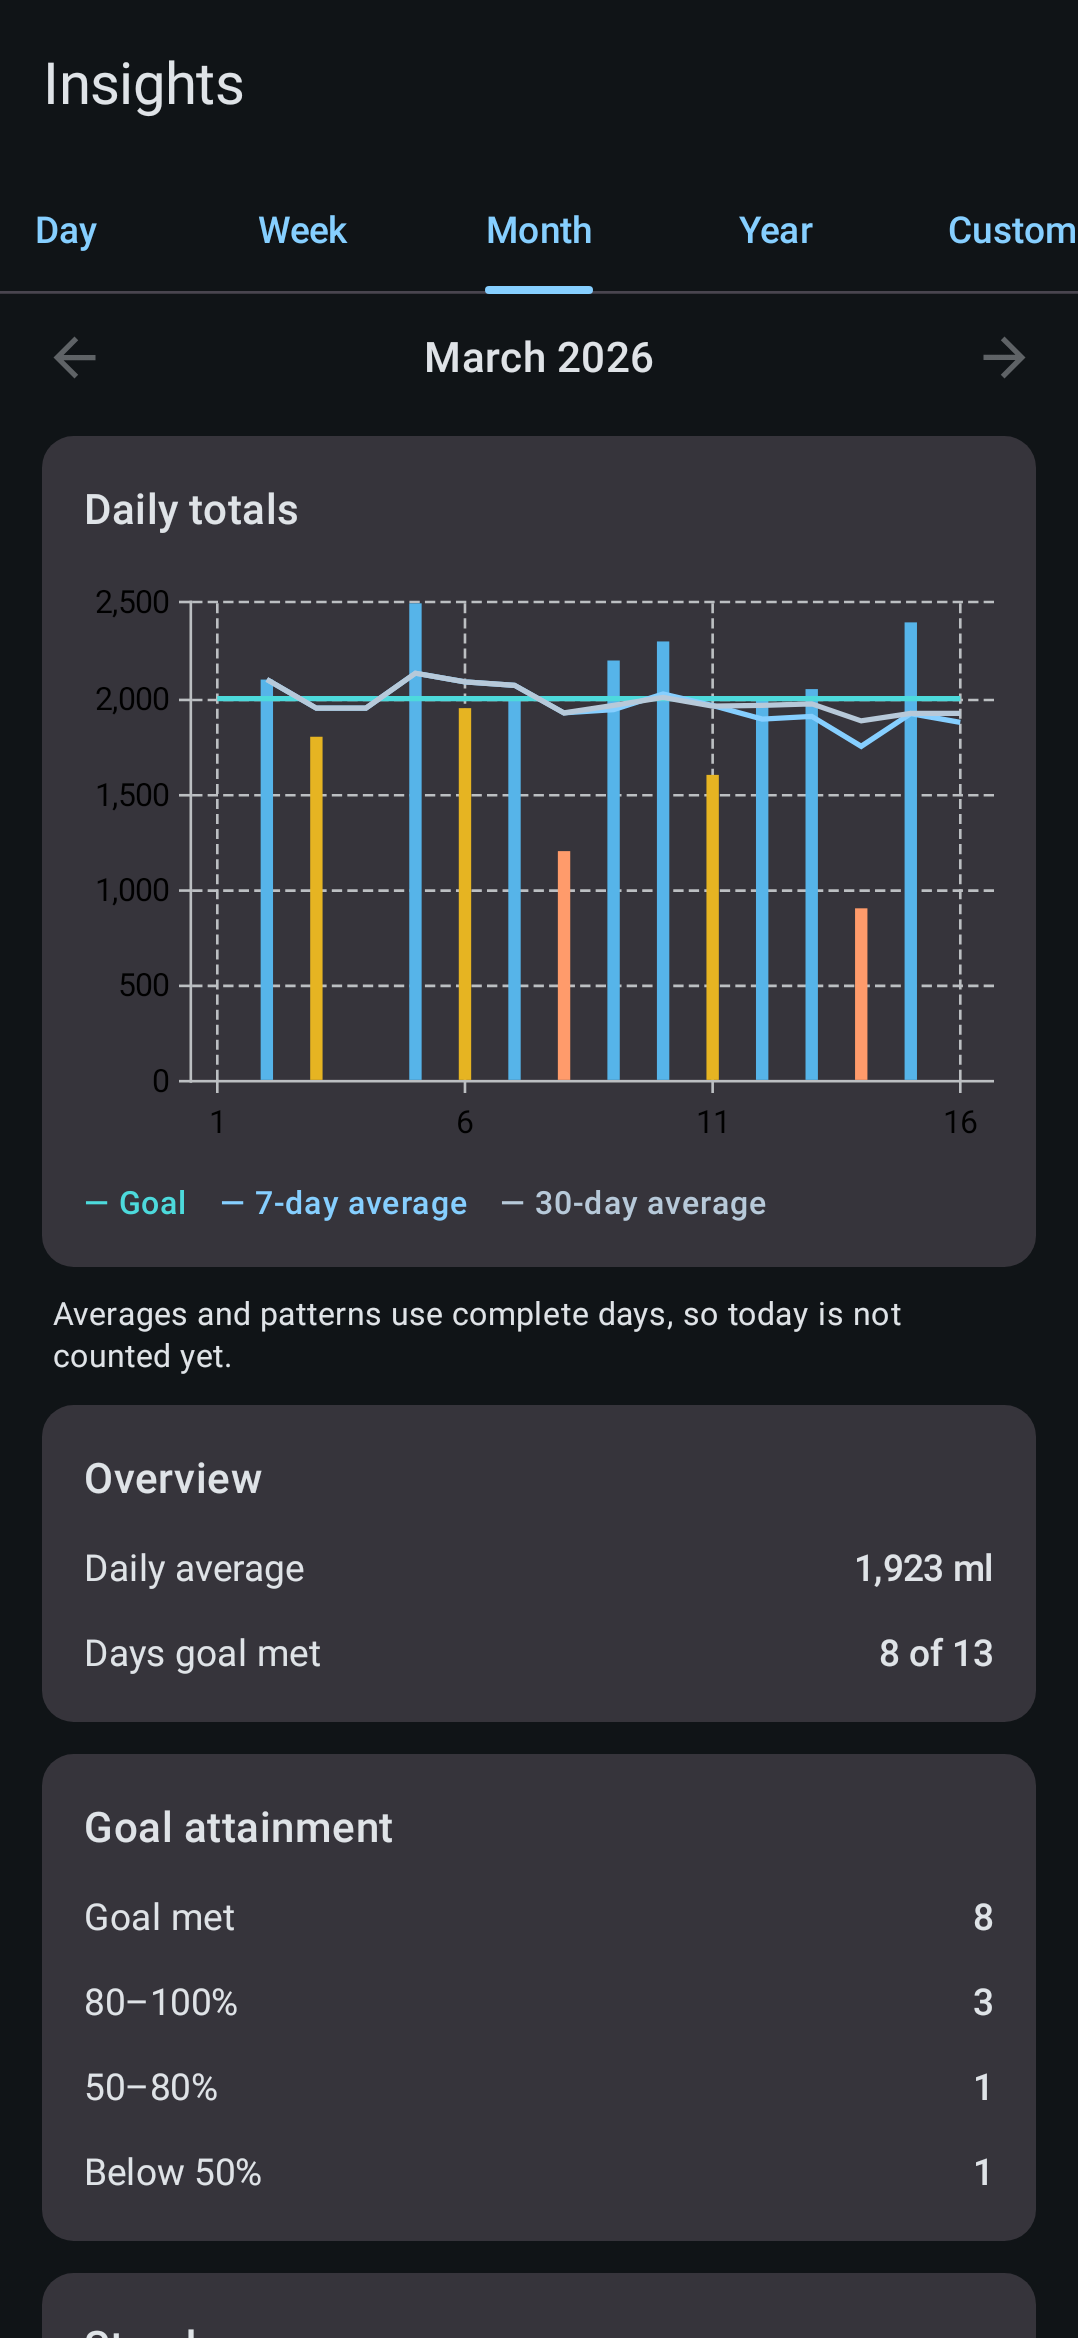 Insights
Day Week Month Year Custom
March 2026
Daily totals
2,500
2,000
1,500
1,000
500
0
1 6 11 16
Goal 7-day average 30-day average
Averages and patterns use complete days, so today is not
counted yet.
Overview
Daily average 1,923 ml
Days goal met 8 of 13
Goal attainment
Goal met 8
80–100% 3
50–80% 1
Below 50% 1